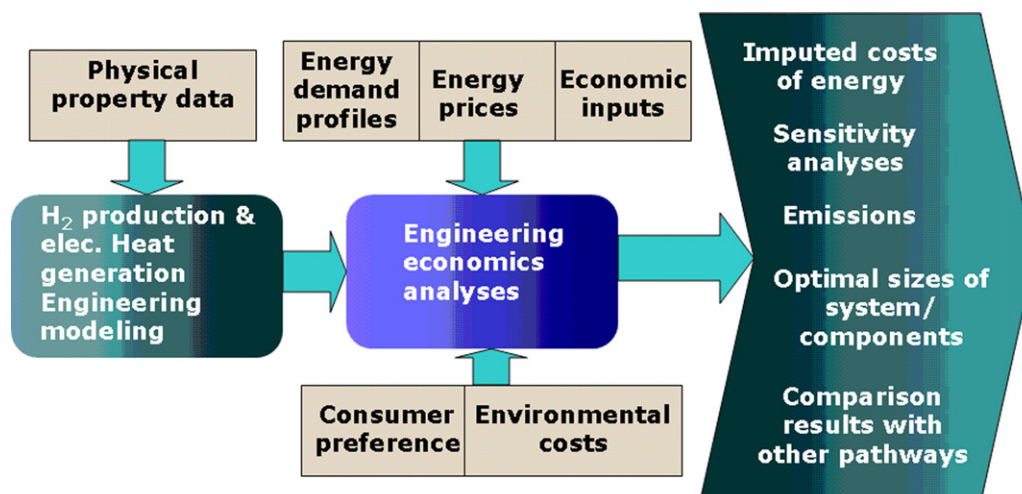 Physical
property data
Energy
demand
profiles
Energy
prices
Economic
inputs
H₂ production &
elec. Heat
generation
Engineering
modeling
Engineering
economics
analyses
Consumer
preference
Environmental
costs
Imputed costs
of energy
Sensitivity
analyses
Emissions
Optimal sizes of
system/
components
Comparison
results with
other pathways